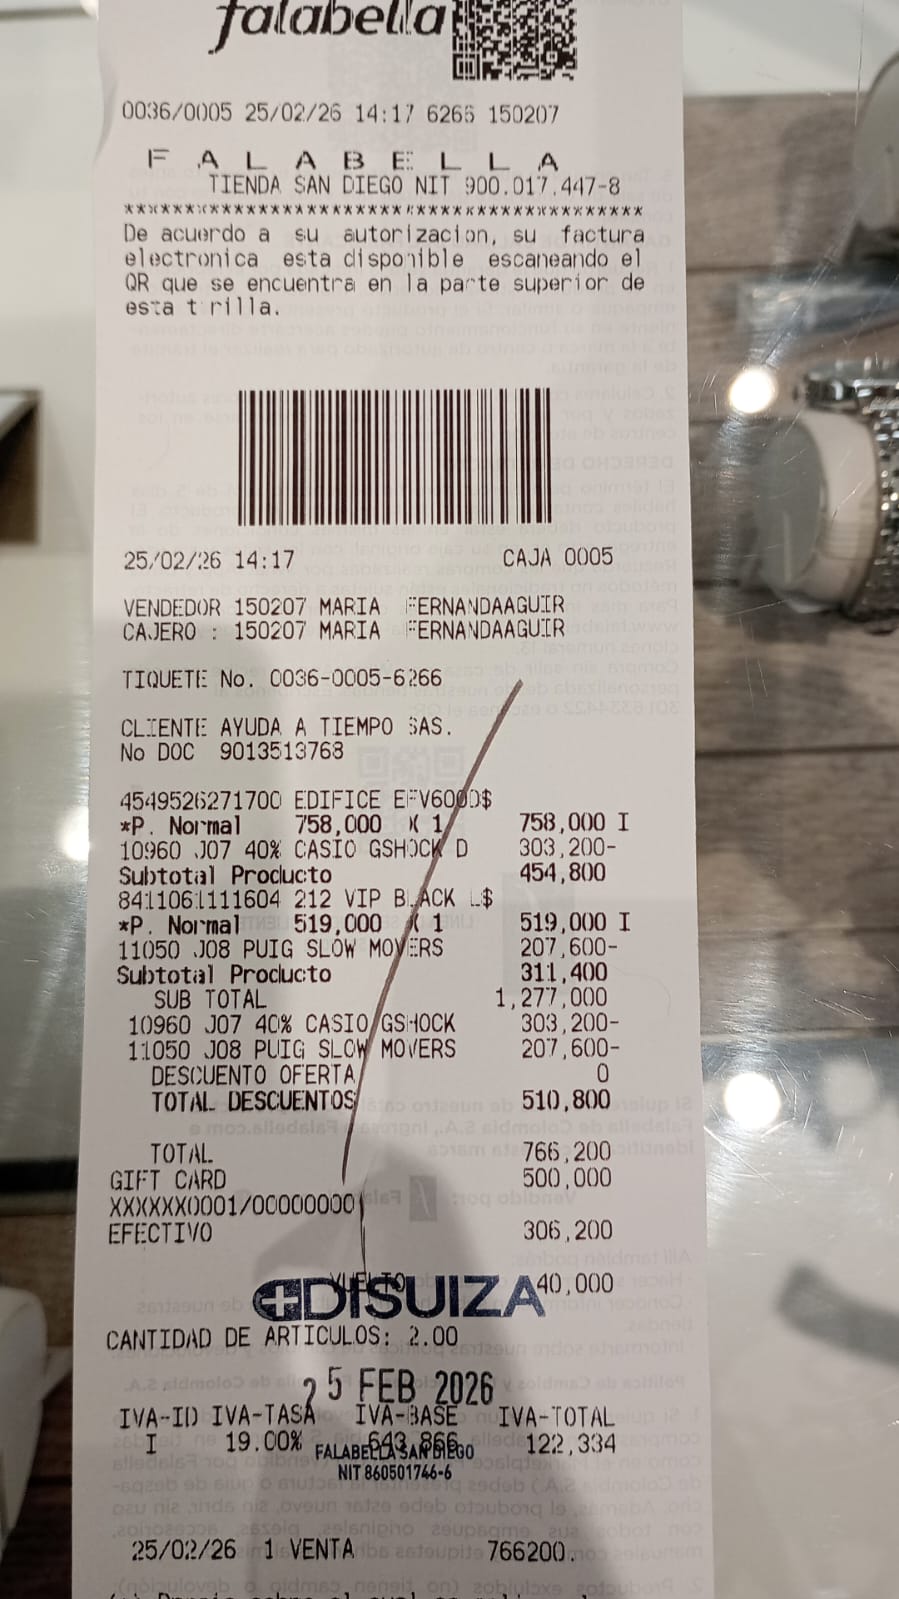 falabella
0036/0005 25/02/26 14:17 6266 150207
F A L A B E L L A
TIENDA SAN DIEGO NIT 900.017.447-8
******************************************
De acuerdo a su autorizacion, su factura
electronica esta disponible escaneando el
QR que se encuentra en la parte superior de
esta t rilla.
25/02/26 14:17 CAJA 0005
VENDEDOR 150207 MARIA FERNANDAAGUIR
CAJERO : 150207 MARIA FERNANDAAGUIR
TIQUETE No. 0036-0005-6266
CLIENTE AYUDA A TIEMPO SAS.
No DOC 9013513768
4549526271700 EDIFICE EFV600D$
*P. Normal 758,000 X 1 758,000 I
10960 J07 40% CASIO GSHOCK D 303,200-
Subtotal Producto 454,800
8411061111604 212 VIP BLACK L$
*P. Normal 519,000 X 1 519,000 I
11050 J08 PUIG SLOW MOVERS 207,600-
Subtotal Producto 311,400
SUB TOTAL 1,277,000
10960 J07 40% CASIO GSHOCK 303,200-
11050 J08 PUIG SLOW MOVERS 207,600-
DESCUENTO OFERTA 0
TOTAL DESCUENTOS 510,800
TOTAL 766,200
GIFT CARD 500,000
XXXXXX0001/00000000
EFECTIVO 306,200
VUELTO 40,000
DISUIZA
CANTIDAD DE ARTICULOS: 2.00
25 FEB 2026
IVA-ID IVA-TASA IVA-BASE IVA-TOTAL
I 19.00% 643,866 122,334
FALABELLA SAN DIEGO
NIT 860501746-6
25/02/26 1 VENTA 766200.